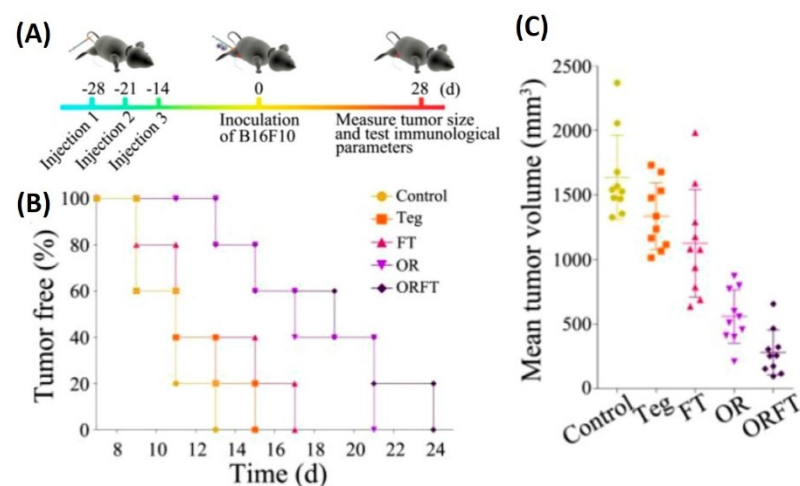 (A)
-28 -21 -14 0 28 (d)
Injection 1
Injection 2
Injection 3
Inoculation
of B16F10
Measure tumor size
and test immunological
parameters
(B)
Tumor free (%)
100
80
60
40
20
0
8 10 12 14 16 18 20 22 24
Time (d)
Control
Teg
FT
OR
ORFT
(C)
Mean tumor volume (mm³)
2500
2000
1500
1000
500
0
Control Teg FT OR ORFT